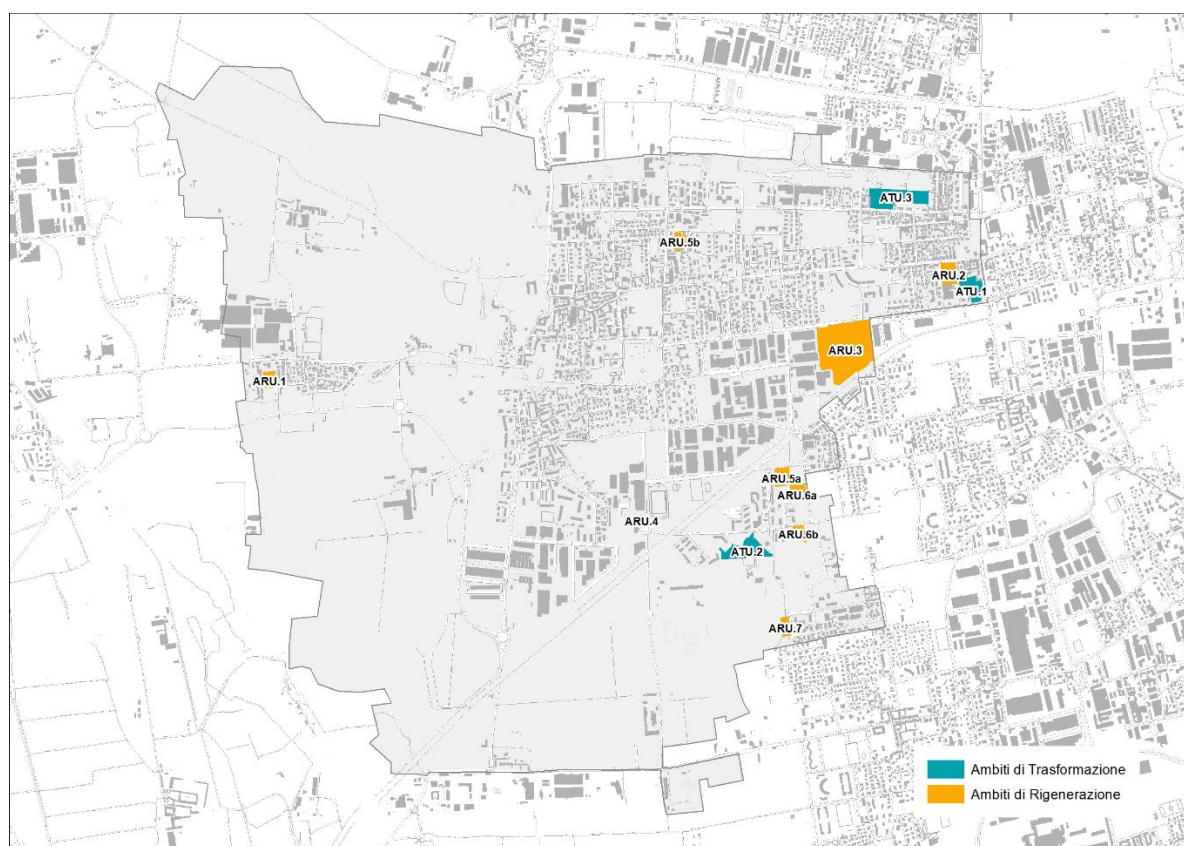 ATU.3
ARU.5b
ARU.2
ATU.1
ARU.3
ARU.1
ARU.5a
ARU.6a
ARU.4
ARU.6b
ATU.2
ARU.7
Ambiti di Trasformazione
Ambiti di Rigenerazione